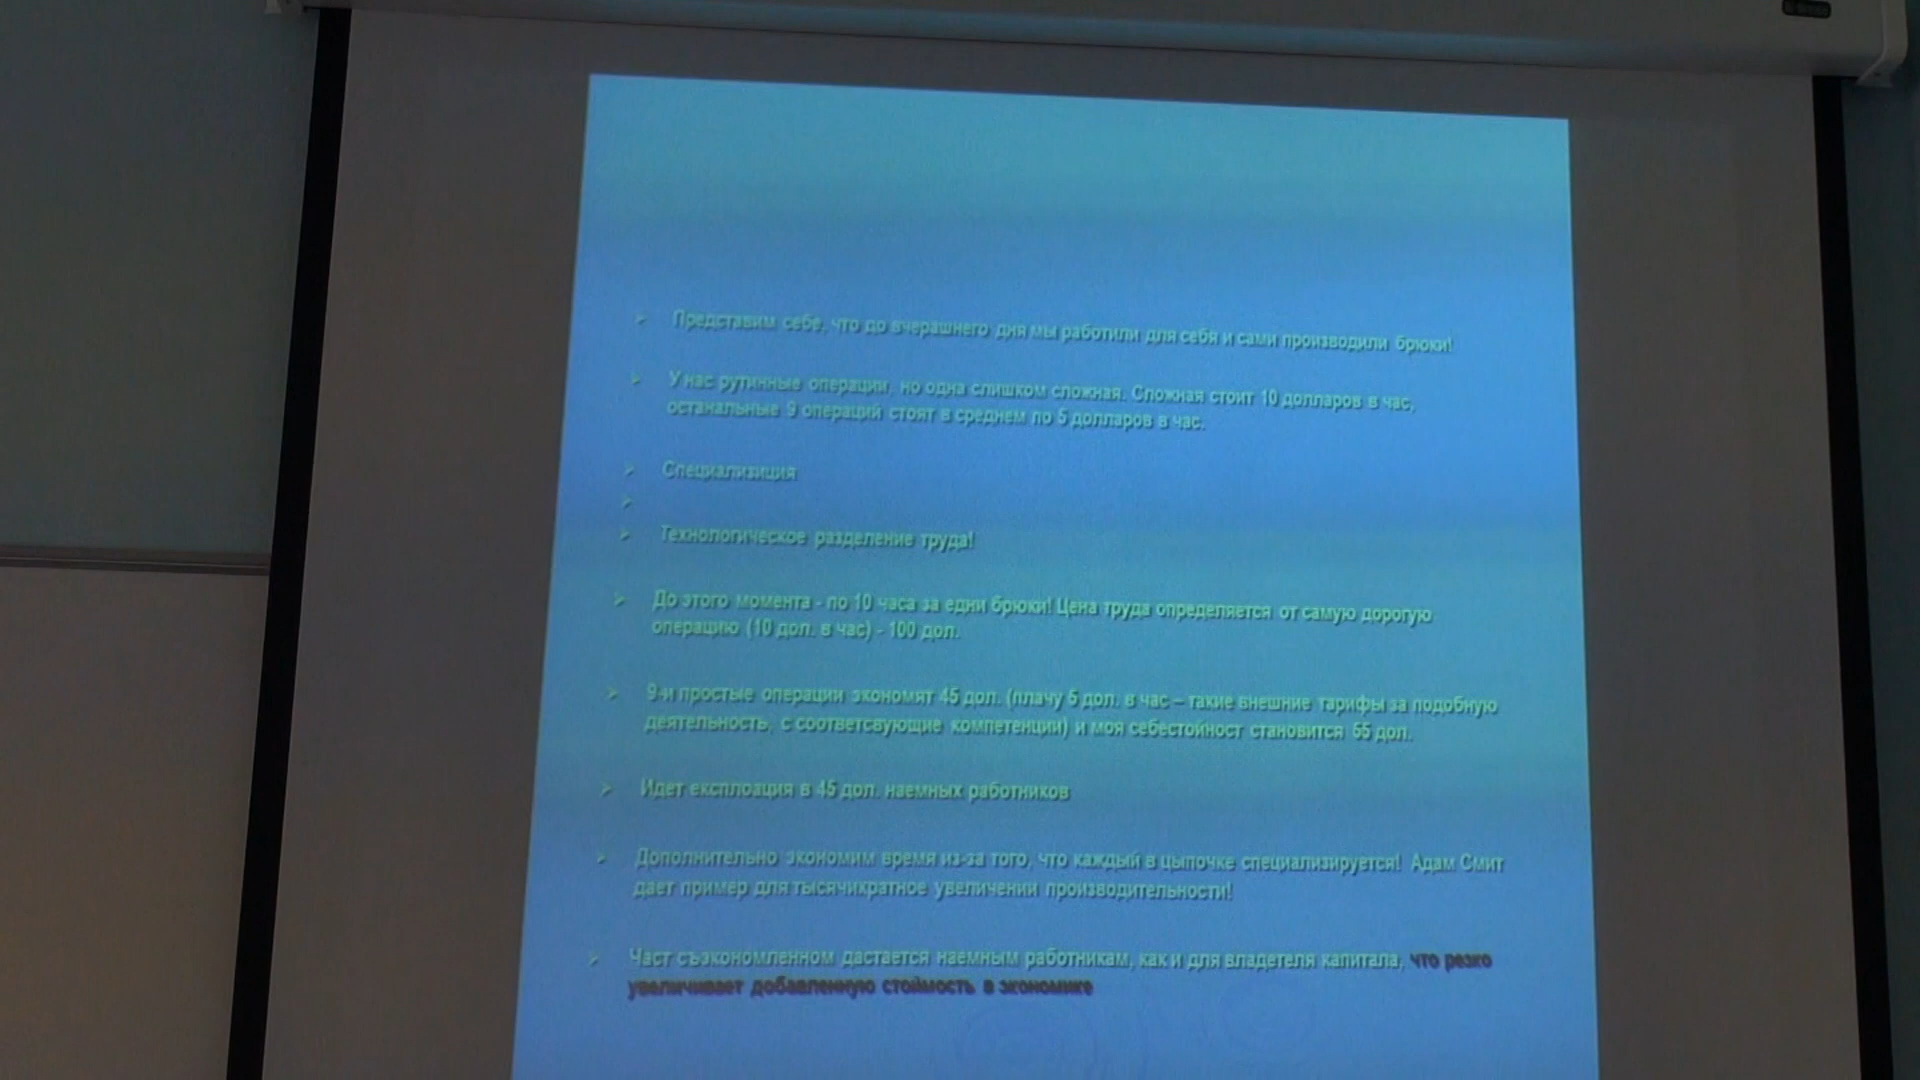 Представим себе, что до вчерашнего дня мы работили для себя и сами производили брюки!
У нас рутинные операции, но одна слишком сложная. Сложная стоит 10 долларов в час,
останальные 9 операций стоят в среднем по 5 долларов в час.
Специализиция
Технологическое разделение труда!
До этого момента - по 10 часа за едни брюки! Цена труда определяется от самую дорогую
операцию (10 дол. в час) - 100 дол.
9-и простые операции экономят 45 дол. (плачу 5 дол. в час – такие внешние тарифы за подобную
деятельность, с соответсвующие компетенции) и моя себестойност становится 55 дол.
Идет експлоация в 45 дол. наемных работников
Дополнительно экономим время из-за того, что каждый в цыпочке специализируется! Адам Смит
дает пример для тысячикратное увеличении производительности!
Част съэкономленном дастается наемным работникам, как и для владетеля капитала, что резко
увеличивает добавленную стоймость в экономике